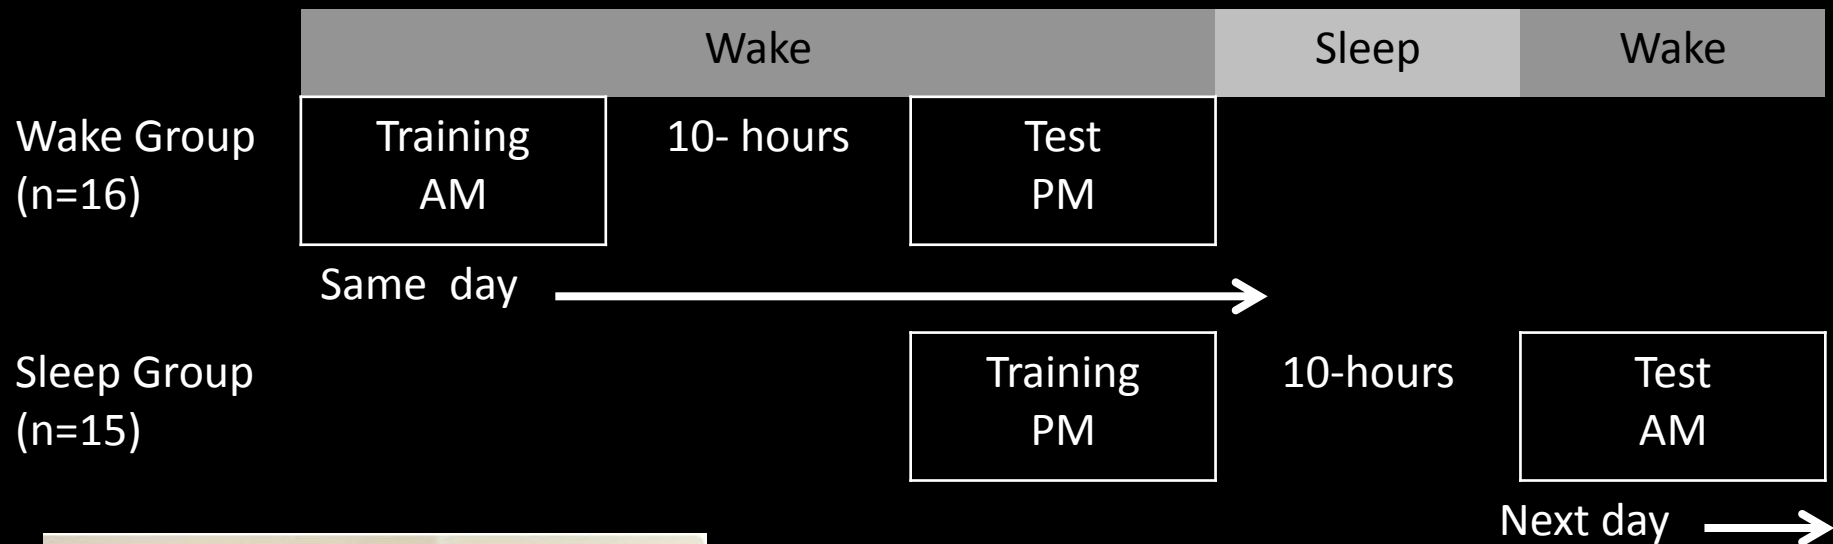 Wake Sleep Wake
Wake Group Training 10- hours Test
(n=16) AM PM
Same day
Sleep Group Training 10-hours Test
(n=15) PM AM
Next day